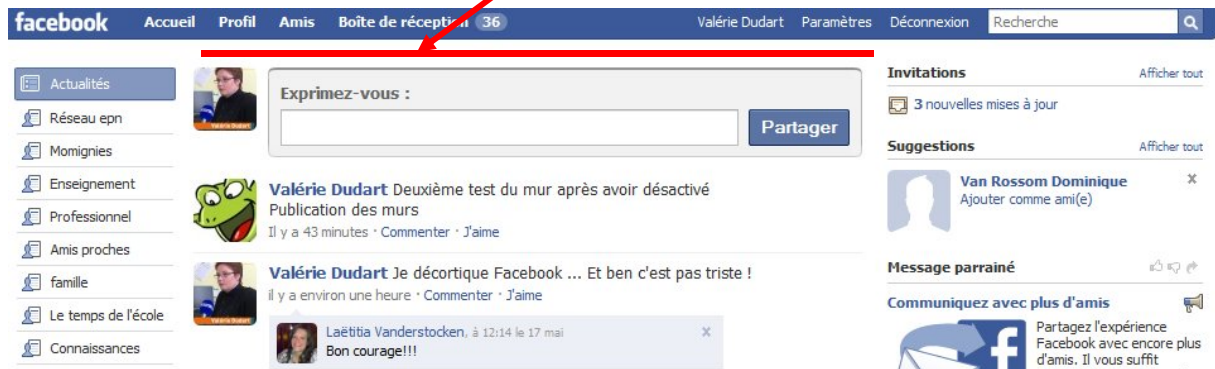 facebook Accueil Profil Amis Boîte de réception 36 Valérie Dudart Paramètres Déconnexion Recherche
Actualités
Réseau epn
Momignies
Enseignement
Professionnel
Amis proches
famille
Le temps de l'école
Connaissances
Valérie Dudart
Exprimez-vous :
Partager
Valérie Dudart Deuxième test du mur après avoir désactivé
Publication des murs
Il y a 43 minutes · Commenter · J'aime
Valérie Dudart
Valérie Dudart Je décortique Facebook ... Et ben c'est pas triste !
il y a environ une heure · Commenter · J'aime
Laëtitia Vanderstocken, à 12:14 le 17 mai x
Bon courage!!!
Invitations Afficher tout
3 nouvelles mises à jour
Suggestions Afficher tout
Van Rossom Dominique x
Ajouter comme ami(e)
Message parrainé
Communiquez avec plus d'amis
f
Partagez l'expérience
Facebook avec encore plus
d'amis. Il vous suffit